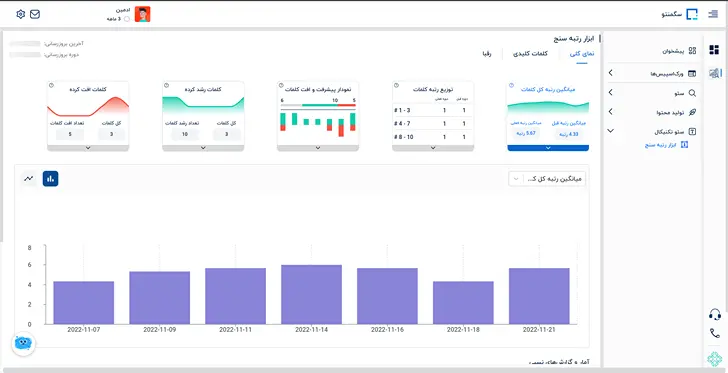 سگمنتو
ادمین
3 ماهه
پیشخوان
ورک‌اسپیس‌ها
سئو
تولید محتوا
سئو تکنیکال
ابزار رتبه سنج
ابزار رتبه سنج
نمای کلی
کلمات کلیدی
رقبا
آخرین بروزرسانی:
دوره بروزرسانی:
میانگین رتبه کل کلمات
میانگین رتبه قبل
4.33 رتبه
میانگین رتبه فعلی
5.67 رتبه
توزیع رتبه کلمات
# 1 - 3 1 1
# 4 - 7 1 1
# 8 - 10 1 1
نمودار پیشرفت و افت کلمات
6 10 5
کلمات رشد کرده
کل کلمات
3
تعداد رشد کلمات
10
کلمات افت کرده
کل کلمات
3
تعداد افت کلمات
5
میانگین رتبه کل ک...
8
6
4
2
0
2022-11-07 2022-11-09 2022-11-11 2022-11-14 2022-11-16 2022-11-18 2022-11-21
آمار و گزارش‌های نسبی